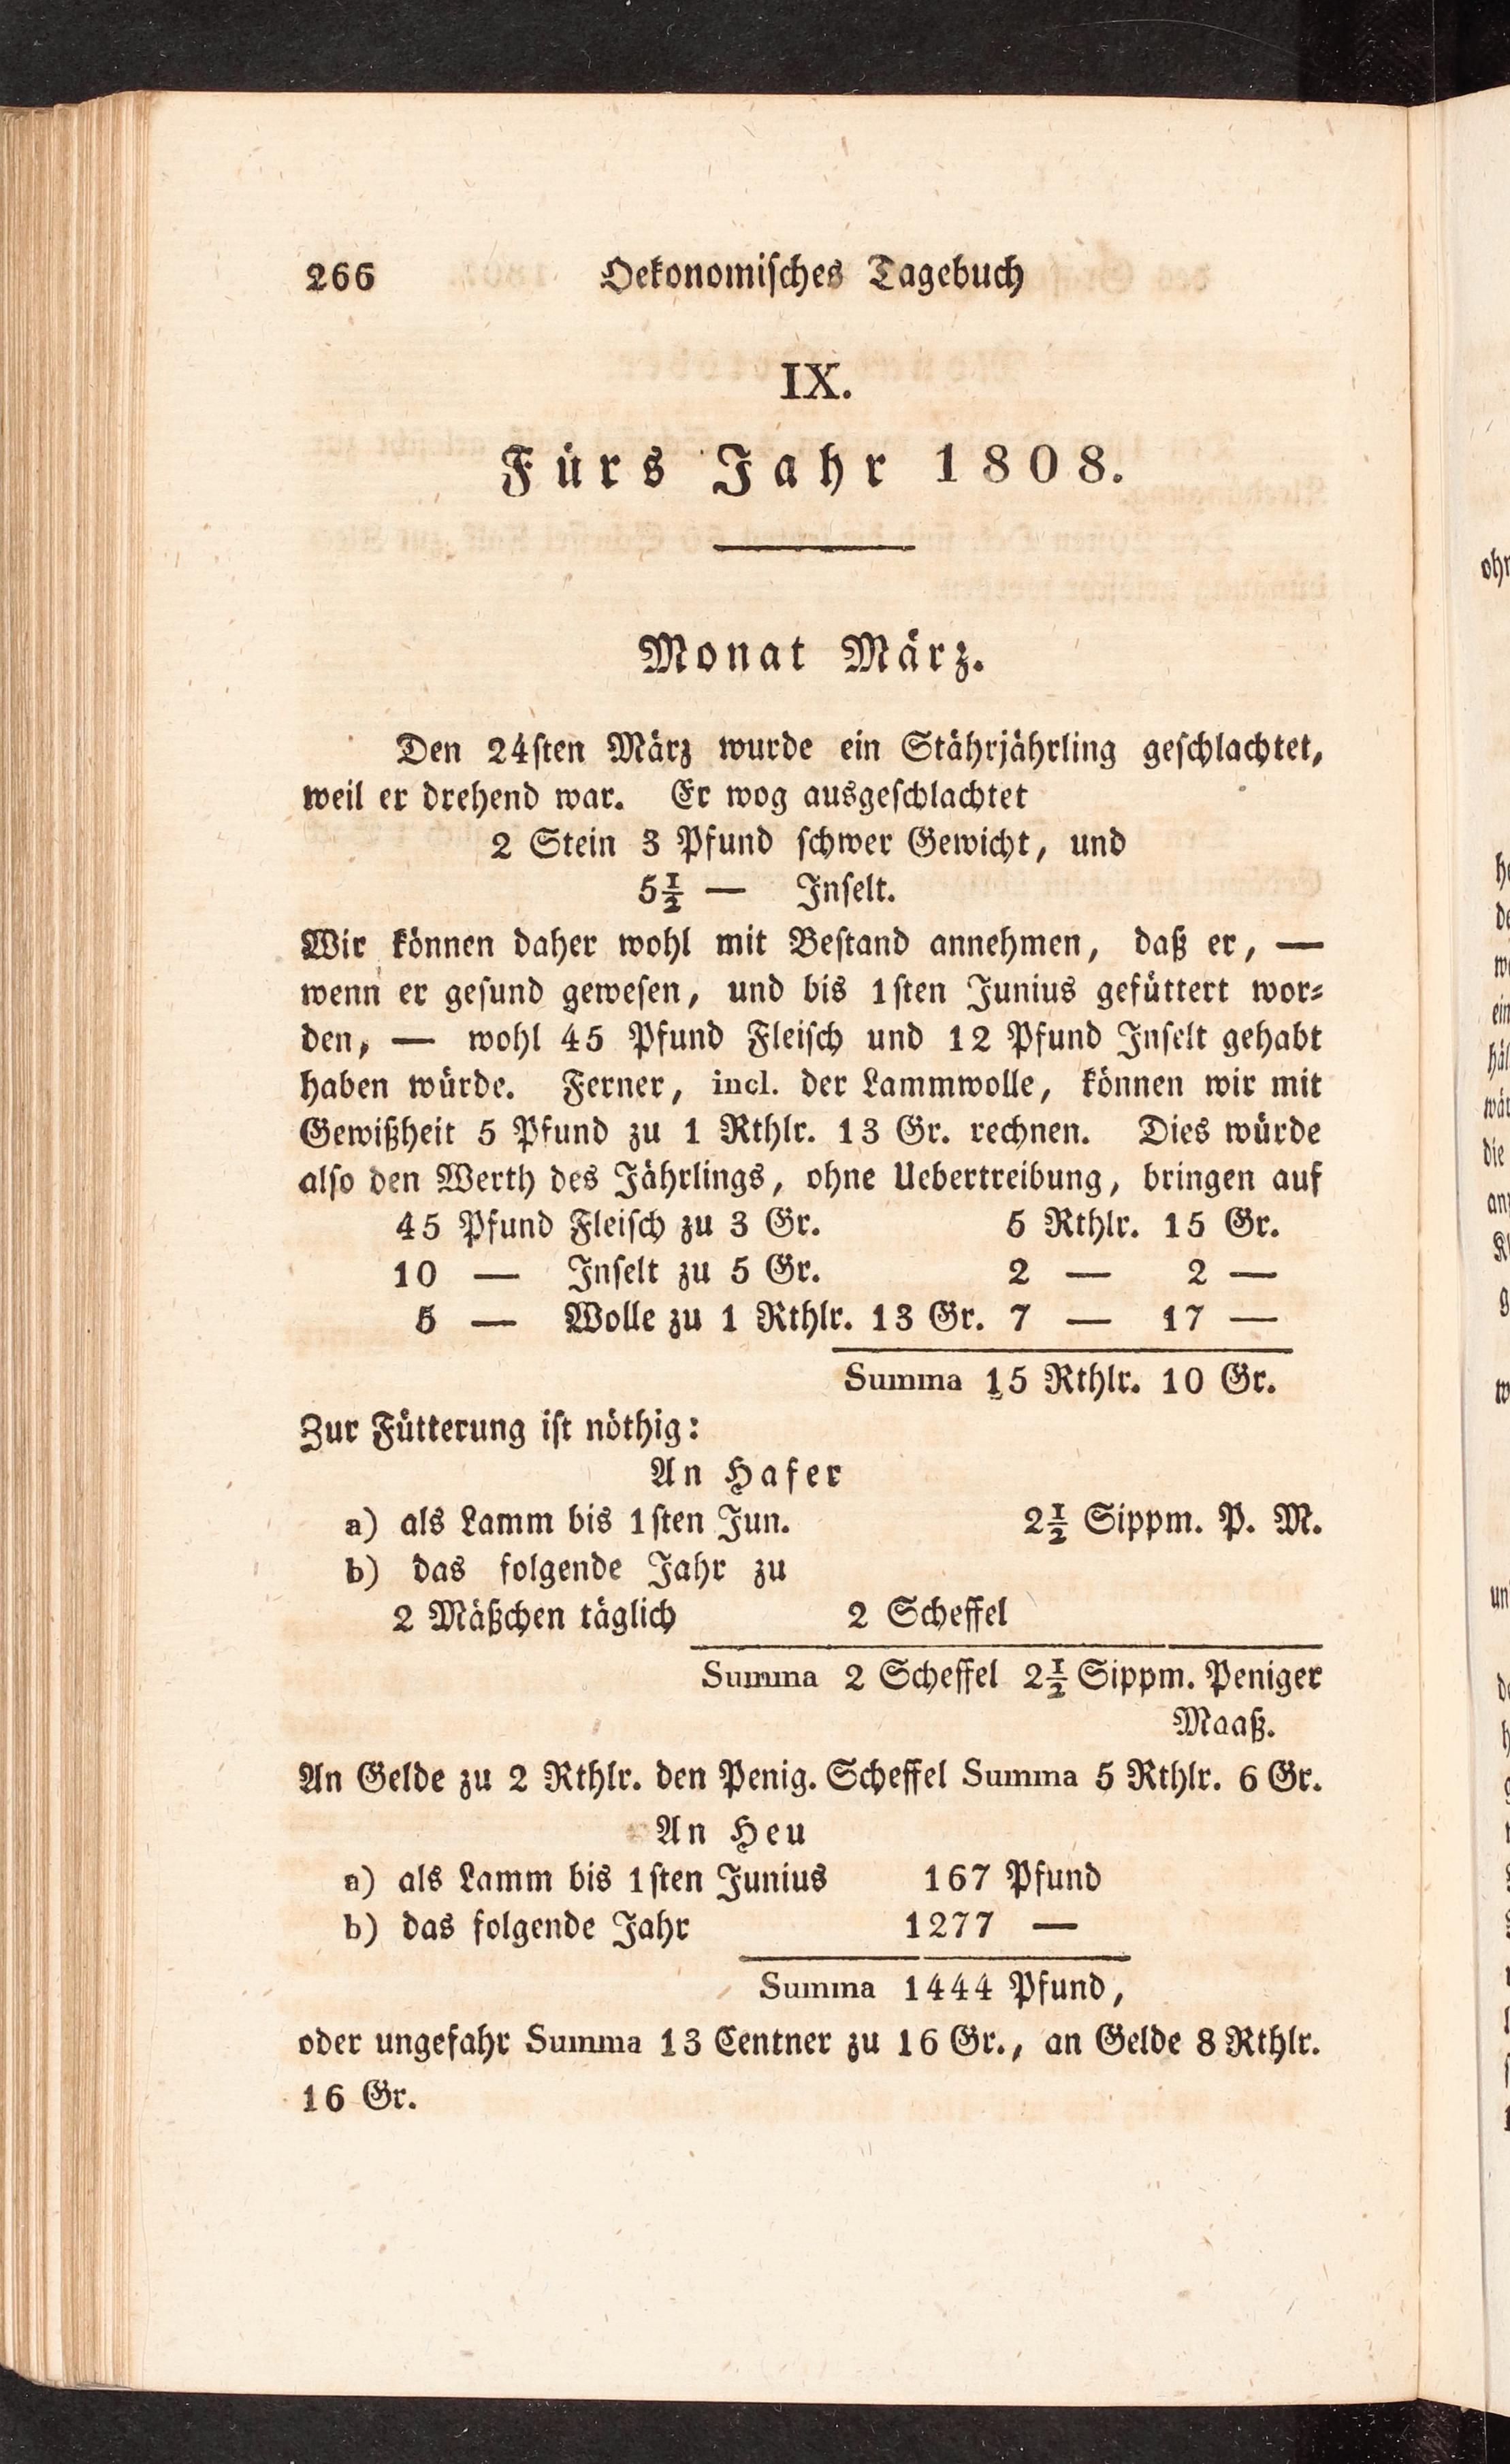 266 Oekonomisches Tagebuch
IX.
Fürs Jahr 1808.
Monat März.
Den 24sten März wurde ein Stährjährling geschlachtet,
weil er drehend war. Er wog ausgeschlachtet
2 Stein 3 Pfund schwer Gewicht, und
5½ — Inselt.
Wir können daher wohl mit Bestand annehmen, daß er, —
wenn er gesund gewesen, und bis 1sten Junius gefüttert wor-
den, — wohl 45 Pfund Fleisch und 12 Pfund Inselt gehabt
haben würde. Ferner, incl. der Lammwolle, können wir mit
Gewißheit 5 Pfund zu 1 Rthlr. 13 Gr. rechnen. Dies würde
also den Werth des Jährlings, ohne Uebertreibung, bringen auf
45 Pfund Fleisch zu 3 Gr. 5 Rthlr. 15 Gr.
10 — Inselt zu 5 Gr. 2 — 2 —
5 — Wolle zu 1 Rthlr. 13 Gr. 7 — 17 —
Summa 15 Rthlr. 10 Gr.
Zur Fütterung ist nöthig:
An Hafer
a) als Lamm bis 1sten Jun. 2½ Sippm. P. M.
b) das folgende Jahr zu
2 Mäßchen täglich 2 Scheffel
Summa 2 Scheffel 2½ Sippm. Peniger
Maaß.
An Gelde zu 2 Rthlr. den Penig. Scheffel Summa 5 Rthlr. 6 Gr.
An Heu
a) als Lamm bis 1sten Junius 167 Pfund
b) das folgende Jahr 1277 —
Summa 1444 Pfund,
oder ungefahr Summa 13 Centner zu 16 Gr., an Gelde 8 Rthlr.
16 Gr.